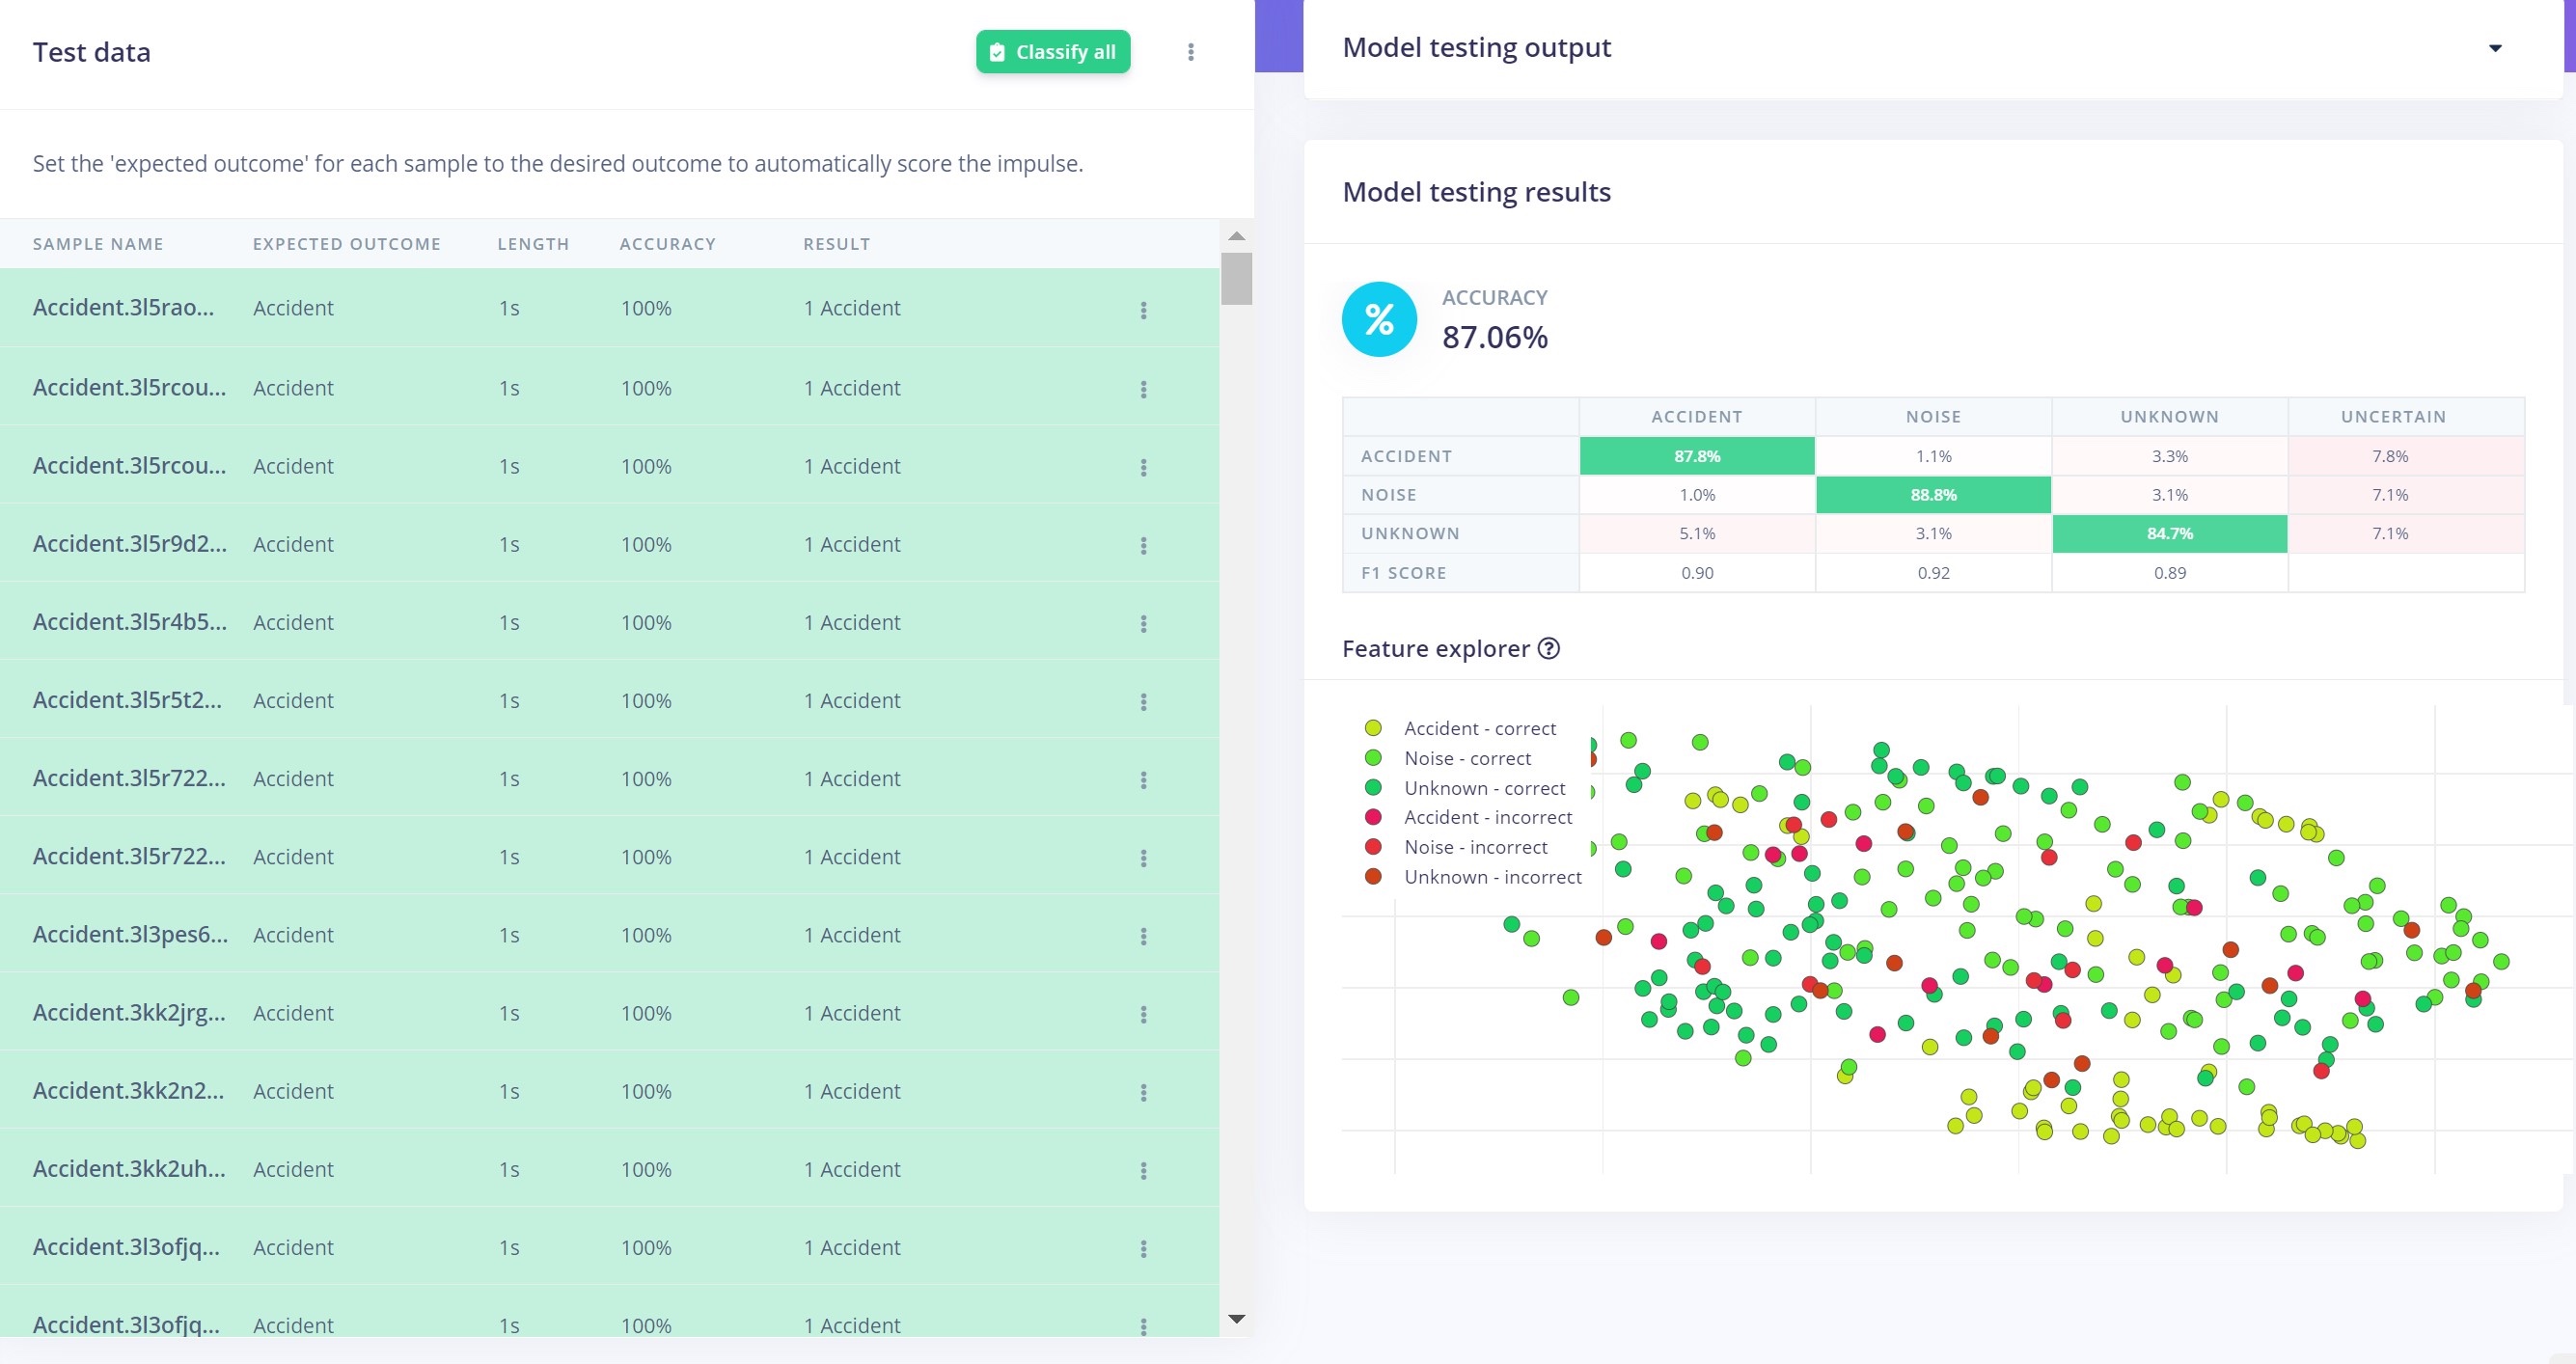 Test data
Classify all
Set the 'expected outcome' for each sample to the desired outcome to automatically score the impulse.
SAMPLE NAME EXPECTED OUTCOME LENGTH ACCURACY RESULT
Accident.3l5rao... Accident 1s 100% 1 Accident
Accident.3l5rcou... Accident 1s 100% 1 Accident
Accident.3l5rcou... Accident 1s 100% 1 Accident
Accident.3l5r9d2... Accident 1s 100% 1 Accident
Accident.3l5r4b5... Accident 1s 100% 1 Accident
Accident.3l5r5t2... Accident 1s 100% 1 Accident
Accident.3l5r722... Accident 1s 100% 1 Accident
Accident.3l5r722... Accident 1s 100% 1 Accident
Accident.3l3pes6... Accident 1s 100% 1 Accident
Accident.3kk2jrg... Accident 1s 100% 1 Accident
Accident.3kk2n2... Accident 1s 100% 1 Accident
Accident.3kk2uh... Accident 1s 100% 1 Accident
Accident.3l3ofjq... Accident 1s 100% 1 Accident
Accident.3l3ofjq... Accident 1s 100% 1 Accident
Model testing output
Model testing results
%
ACCURACY
87.06%
ACCIDENT NOISE UNKNOWN UNCERTAIN
ACCIDENT 87.8% 1.1% 3.3% 7.8%
NOISE 1.0% 88.8% 3.1% 7.1%
UNKNOWN 5.1% 3.1% 84.7% 7.1%
F1 SCORE 0.90 0.92 0.89
Feature explorer ?
Accident - correct
Noise - correct
Unknown - correct
Accident - incorrect
Noise - incorrect
Unknown - incorrect